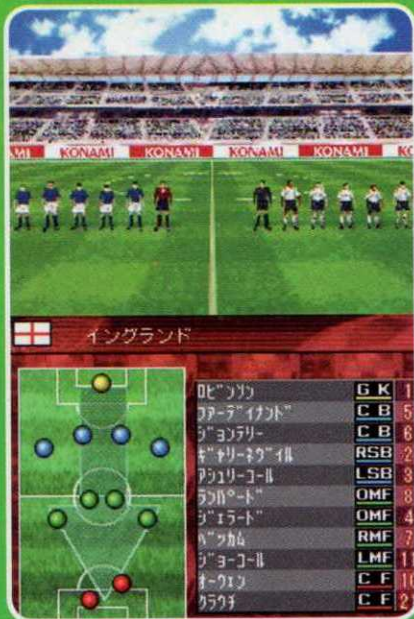 AMI KONAMI KONAMI KONAMI KONAMI
イングランド
ﾛﾋﾞﾝｿﾝ GK 1
ﾌｧｰﾃﾞｨﾅﾝﾄﾞ CB 5
ｼﾞｮﾝﾃﾘｰ CB 6
ｷﾞｬﾘｰﾈｳﾞｨﾙ RSB 2
ｱｼｭﾘｰｺｰﾙ LSB 3
ﾗﾝﾊﾟｰﾄﾞ OMF 8
ｼﾞｪﾗｰﾄﾞ OMF 4
ﾍﾞｯｶﾑ RMF 7
ｼﾞｮｰｺｰﾙ LMF 11
ｵｰｳｪﾝ CF 10
ｸﾗｳﾁ CF 21